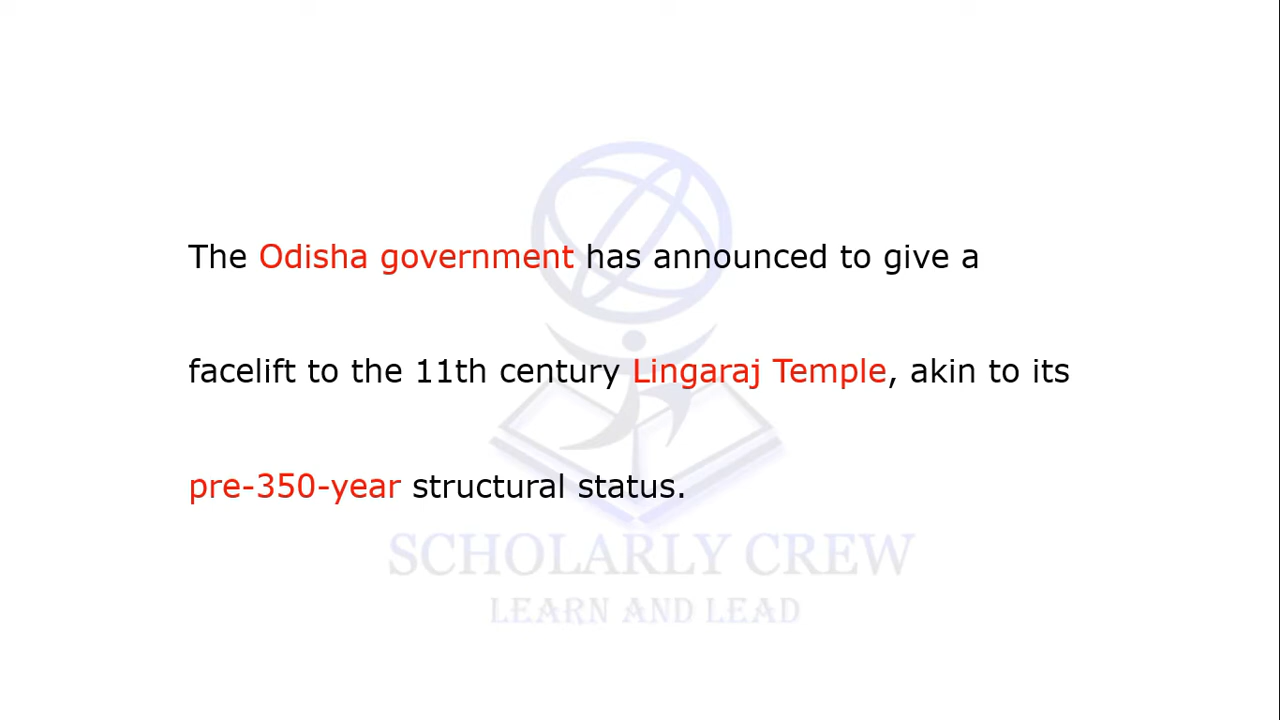 The Odisha government has announced to give a
facelift to the 11th century Lingaraj Temple, akin to its
pre-350-year structural status.
SCHOLARLY CREW
LEARN AND LEAD